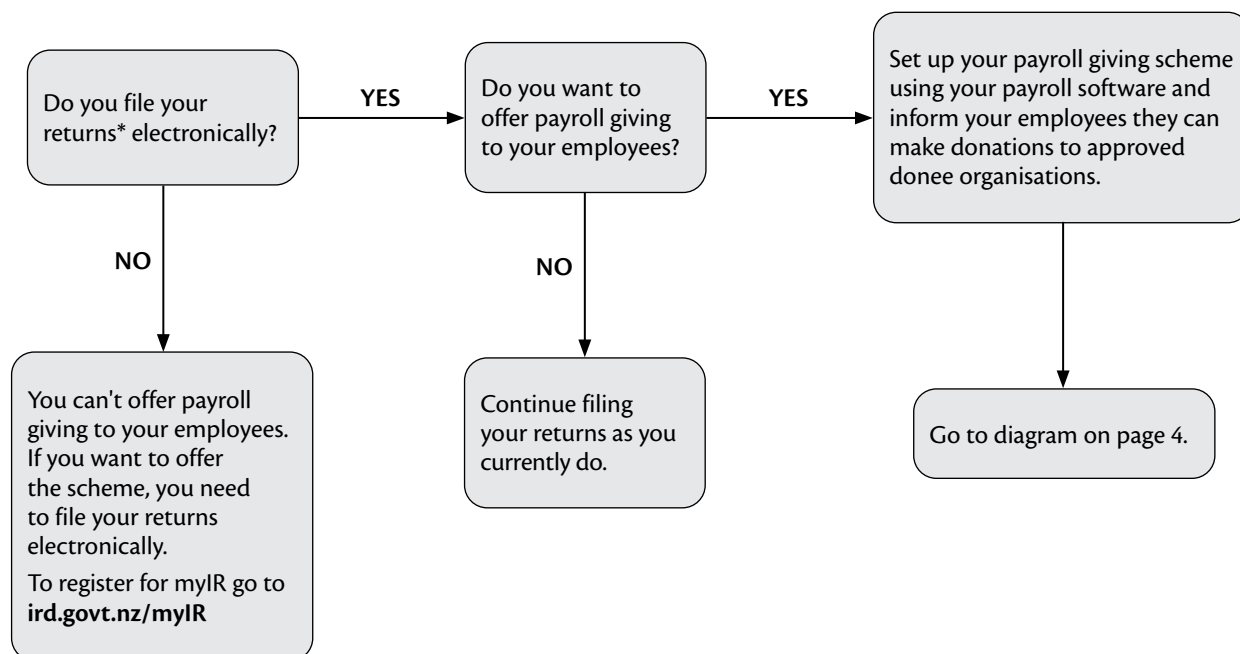 Do you file your
returns* electronically?
YES
Do you want to
offer payroll giving
to your employees?
YES
Set up your payroll giving scheme
using your payroll software and
inform your employees they can
make donations to approved
donee organisations.
NO
NO
You can't offer payroll
giving to your employees.
If you want to offer
the scheme, you need
to file your returns
electronically.
To register for myIR go to
ird.govt.nz/myIR
Continue filing
your returns as you
currently do.
Go to diagram on page 4.